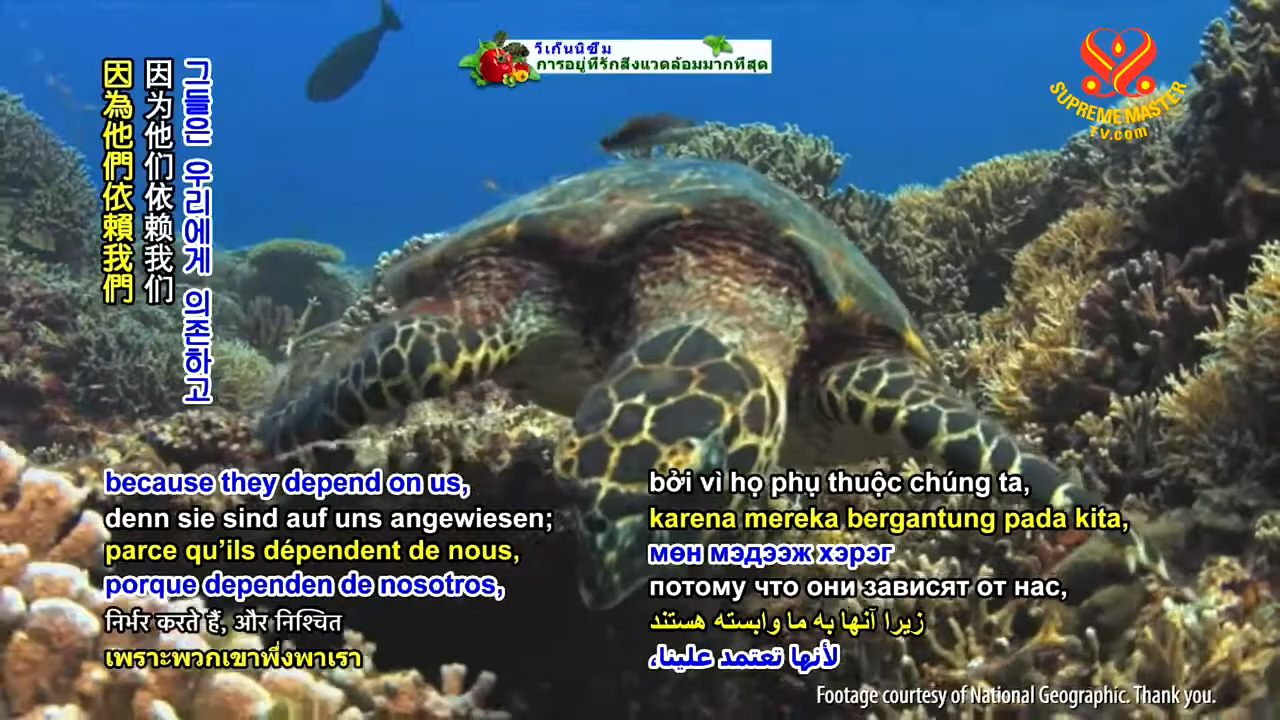 วีแกนนิซึม
การอยู่ที่รักสิ่งแวดล้อมมากที่สุด
SUPREME MASTER
TV.com
因為他們依賴我們
因为他们依赖我们
그들은 우리에게 의존하고
because they depend on us,
denn sie sind auf uns angewiesen;
parce qu’ils dépendent de nous,
porque dependen de nosotros,
निर्भर करते हैं, और निश्चित
เพราะพวกเขาพึ่งพาเรา
bởi vì họ phụ thuộc chúng ta,
karena mereka bergantung pada kita,
мөн мэдээж хэрэг
потому что они зависят от нас,
زیرا آنها به ما وابسته هستند
لأنها تعتمد علينا،
Footage courtesy of National Geographic. Thank you.